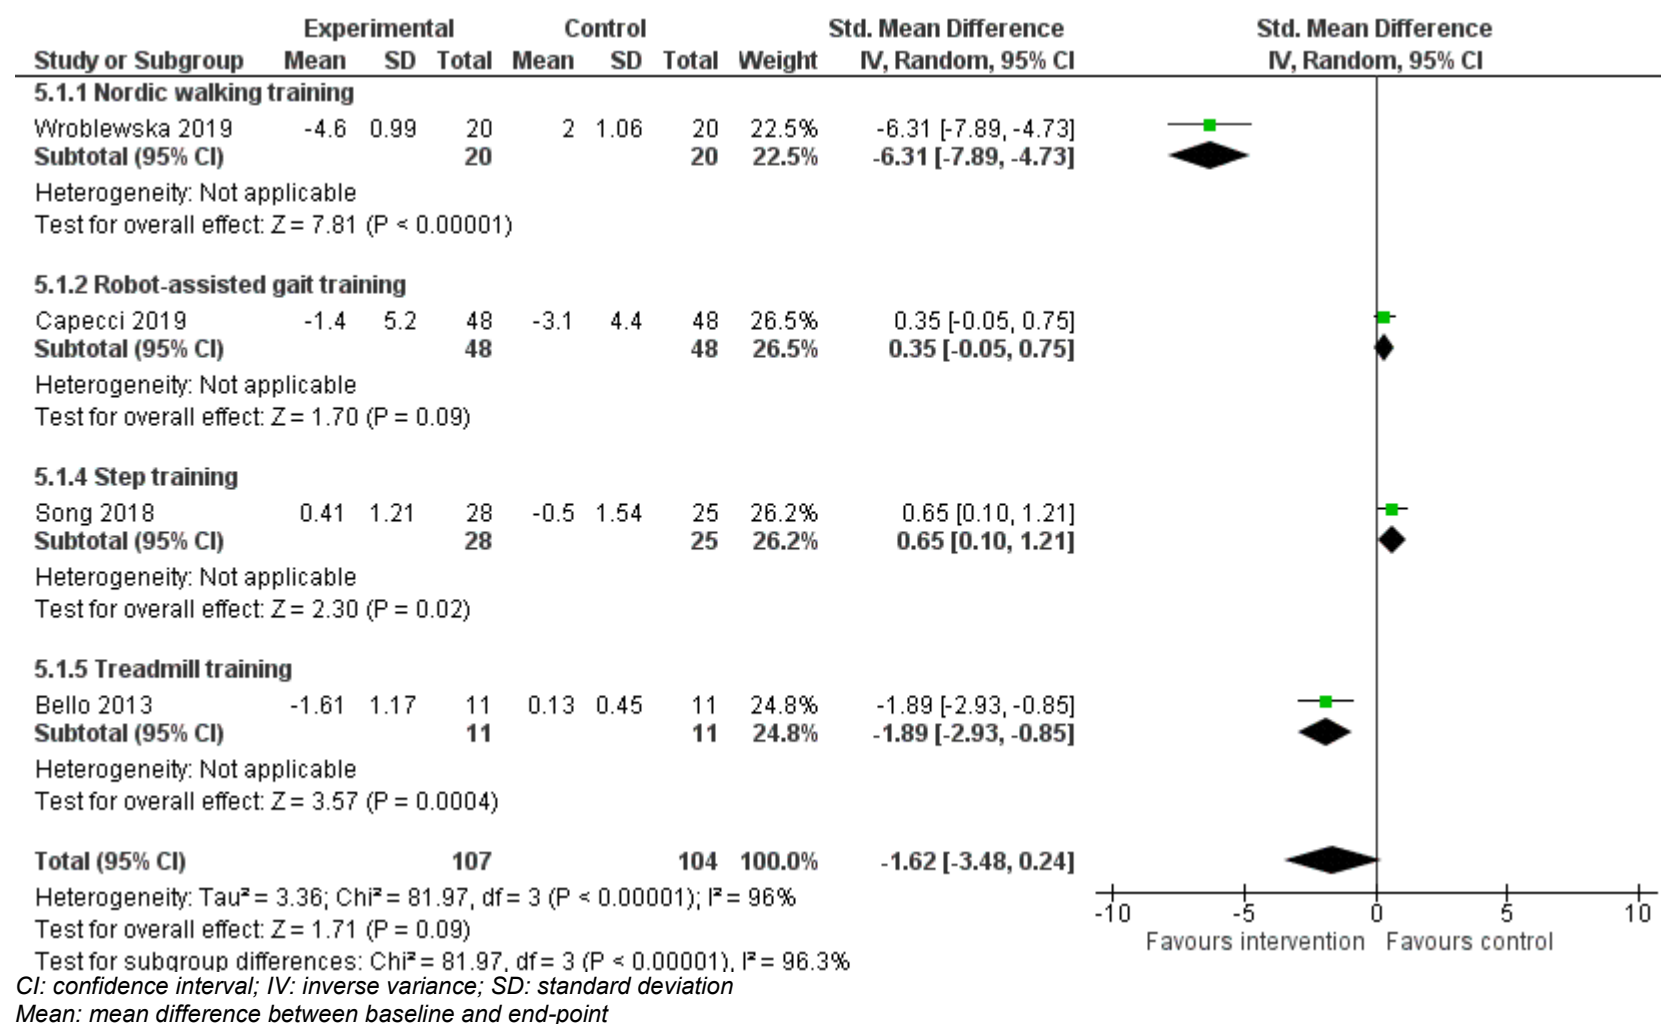 Experimental Control Std. Mean Difference Std. Mean Difference
Study or Subgroup Mean SD Total Mean SD Total Weight IV, Random, 95% CI IV, Random, 95% CI
5.1.1 Nordic walking training
Wroblewska 2019 -4.6 0.99 20 2 1.06 20 22.5% -6.31 [-7.89, -4.73]
Subtotal (95% CI) 20 20 22.5% -6.31 [-7.89, -4.73]
Heterogeneity: Not applicable
Test for overall effect: Z = 7.81 (P < 0.00001)
5.1.2 Robot-assisted gait training
Capecci 2019 -1.4 5.2 48 -3.1 4.4 48 26.5% 0.35 [-0.05, 0.75]
Subtotal (95% CI) 48 48 26.5% 0.35 [-0.05, 0.75]
Heterogeneity: Not applicable
Test for overall effect: Z = 1.70 (P = 0.09)
5.1.4 Step training
Song 2018 0.41 1.21 28 -0.5 1.54 25 26.2% 0.65 [0.10, 1.21]
Subtotal (95% CI) 28 25 26.2% 0.65 [0.10, 1.21]
Heterogeneity: Not applicable
Test for overall effect: Z = 2.30 (P = 0.02)
5.1.5 Treadmill training
Bello 2013 -1.61 1.17 11 0.13 0.45 11 24.8% -1.89 [-2.93, -0.85]
Subtotal (95% CI) 11 11 24.8% -1.89 [-2.93, -0.85]
Heterogeneity: Not applicable
Test for overall effect: Z = 3.57 (P = 0.0004)
Total (95% CI) 107 104 100.0% -1.62 [-3.48, 0.24]
Heterogeneity: Tau² = 3.36; Chi² = 81.97, df = 3 (P < 0.00001); I² = 96%
-10 -5 0 5 10
Test for overall effect: Z = 1.71 (P = 0.09)
Favours intervention Favours control
Test for subgroup differences: Chi² = 81.97, df = 3 (P < 0.00001), I² = 96.3%
CI: confidence interval; IV: inverse variance; SD: standard deviation
Mean: mean difference between baseline and end-point